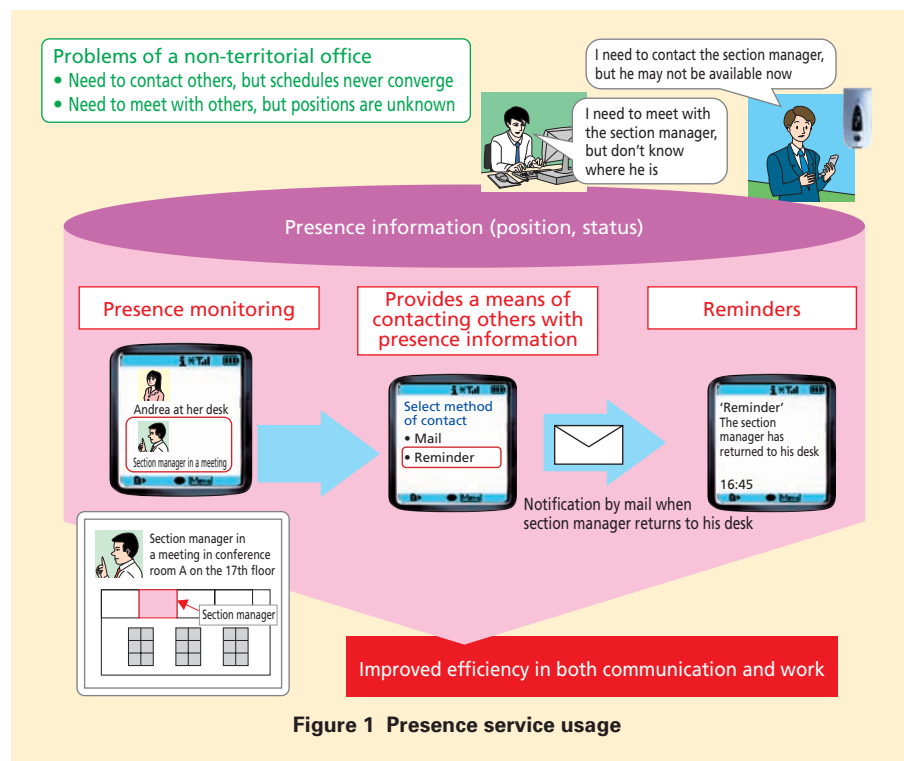 Problems of a non-territorial office
• Need to contact others, but schedules never converge
• Need to meet with others, but positions are unknown
I need to contact the section manager,
but he may not be available now
I need to meet with
the section manager,
but don't know
where he is
Presence information (position, status)
Presence monitoring
Provides a means of
contacting others with
presence information
Reminders
Andrea at her desk
Section manager in a meeting
Menu
Select method
of contact
• Mail
• Reminder
Menu
Notification by mail when
section manager returns to his desk
'Reminder'
The section
manager has
returned to his desk
16:45
Menu
Section manager in
a meeting in conference
room A on the 17th floor
Section manager
Improved efficiency in both communication and work
Figure 1 Presence service usage